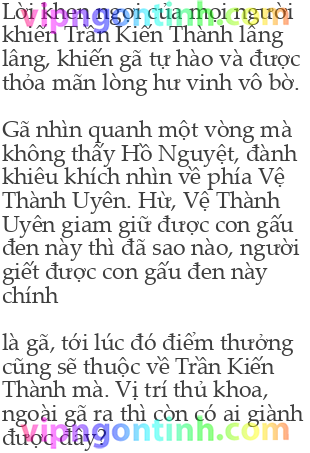 Lời khen ngợi của mọi người
khiến Trần Kiến Thành lâng
lâng, khiến gã tự hào và được
thỏa mãn lòng hư vinh vô bờ.
Gã nhìn quanh một vòng mà
không thấy Hồ Nguyệt, đành
khiêu khích nhìn về phía Vệ
Thành Uyên. Hừ, Vệ Thành
Uyên giam giữ được con gấu
đen này thì đã sao nào, người
giết được con gấu đen này
chính
là gã, tới lúc đó điểm thưởng
cũng sẽ thuộc về Trần Kiến
Thành mà. Vị trí thủ khoa,
ngoài gã ra thì còn có ai giành
được đây?
vipngontinh.com
vipngontinh.com